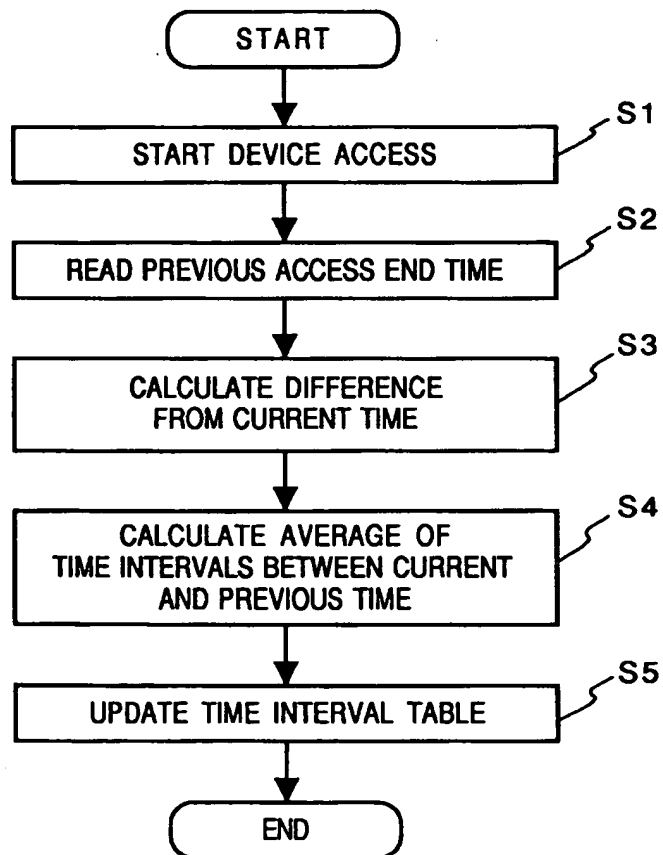 START
S1
START DEVICE ACCESS
S2
READ PREVIOUS ACCESS END TIME
S3
CALCULATE DIFFERENCE
FROM CURRENT TIME
S4
CALCULATE AVERAGE OF
TIME INTERVALS BETWEEN CURRENT
AND PREVIOUS TIME
S5
UPDATE TIME INTERVAL TABLE
END